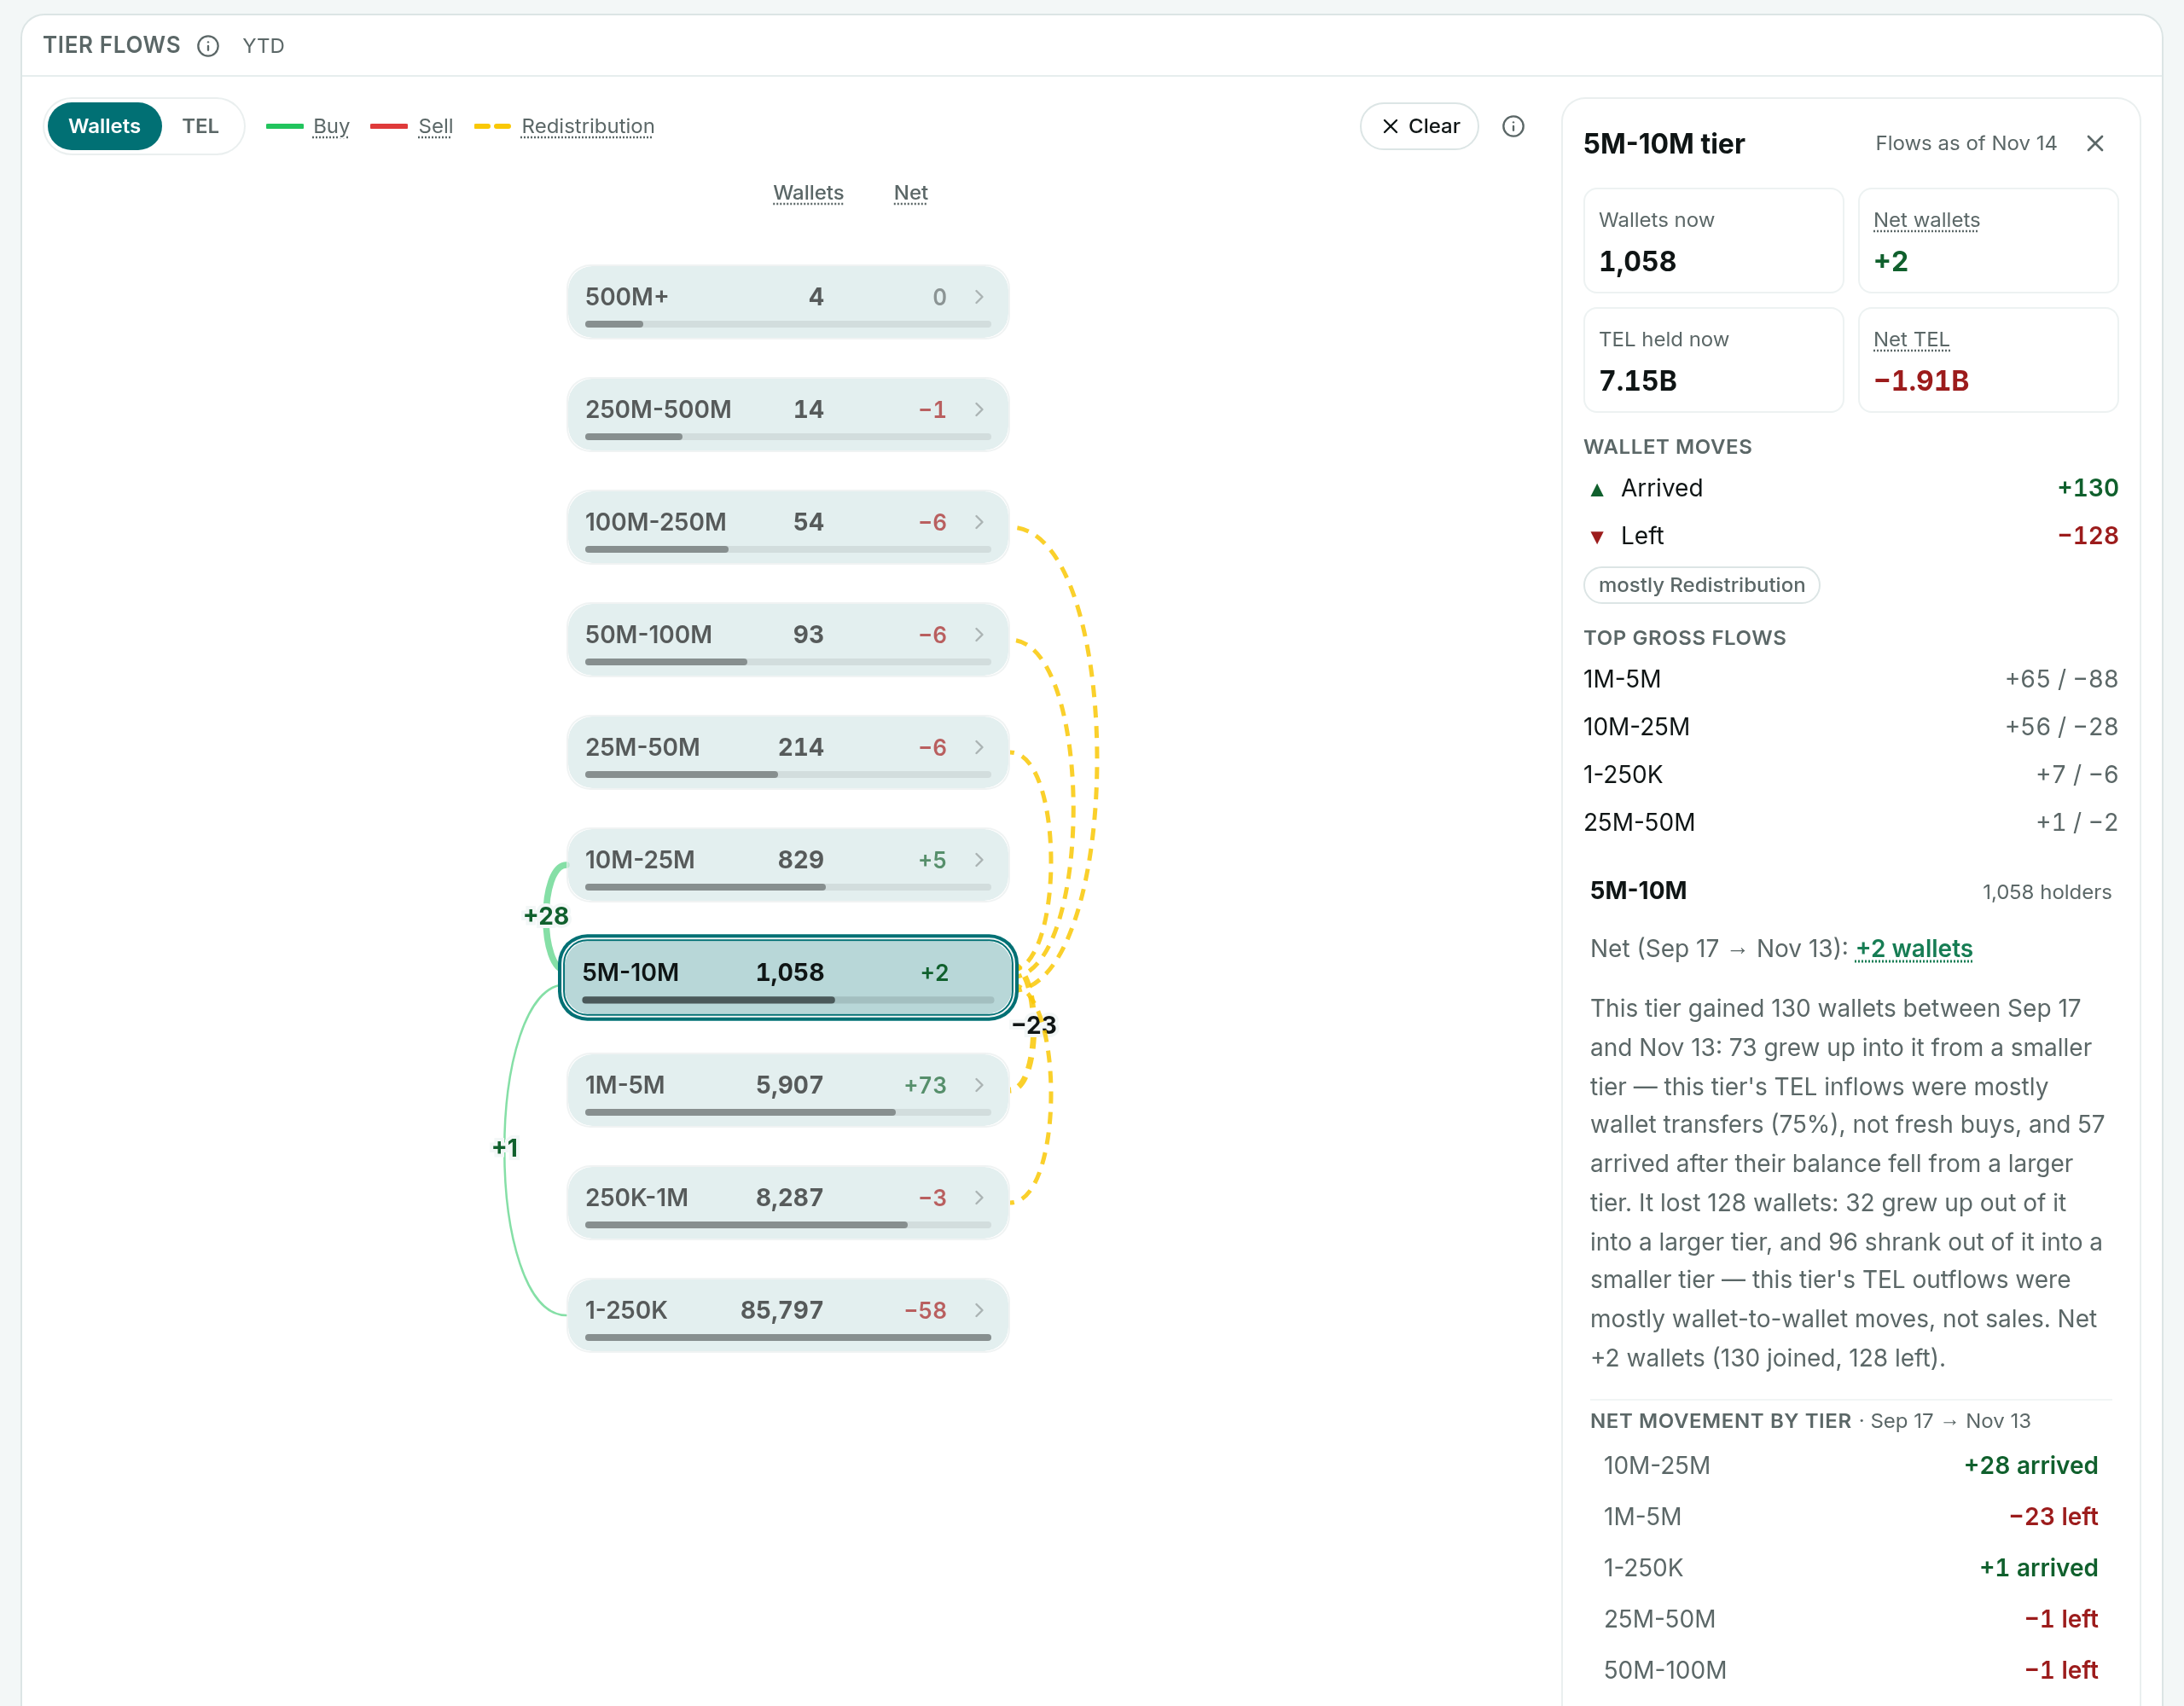 TIER FLOWS YTD
Wallets TEL Buy Sell Redistribution Clear
Wallets Net
500M+ 4 0
250M-500M 14 −1
100M-250M 54 −6
50M-100M 93 −6
25M-50M 214 −6
10M-25M 829 +5
+28
5M-10M 1,058 +2
−23
1M-5M 5,907 +73
+1
250K-1M 8,287 −3
1-250K 85,797 −58
5M-10M tier Flows as of Nov 14
Wallets now Net wallets
1,058 +2
TEL held now Net TEL
7.15B −1.91B
WALLET MOVES
▲ Arrived +130
▼ Left −128
mostly Redistribution
TOP GROSS FLOWS
1M-5M +65 / −88
10M-25M +56 / −28
1-250K +7 / −6
25M-50M +1 / −2
5M-10M 1,058 holders
Net (Sep 17 → Nov 13): +2 wallets
This tier gained 130 wallets between Sep 17
and Nov 13: 73 grew up into it from a smaller
tier — this tier's TEL inflows were mostly
wallet transfers (75%), not fresh buys, and 57
arrived after their balance fell from a larger
tier. It lost 128 wallets: 32 grew up out of it
into a larger tier, and 96 shrank out of it into a
smaller tier — this tier's TEL outflows were
mostly wallet-to-wallet moves, not sales. Net
+2 wallets (130 joined, 128 left).
NET MOVEMENT BY TIER · Sep 17 → Nov 13
10M-25M +28 arrived
1M-5M −23 left
1-250K +1 arrived
25M-50M −1 left
50M-100M −1 left